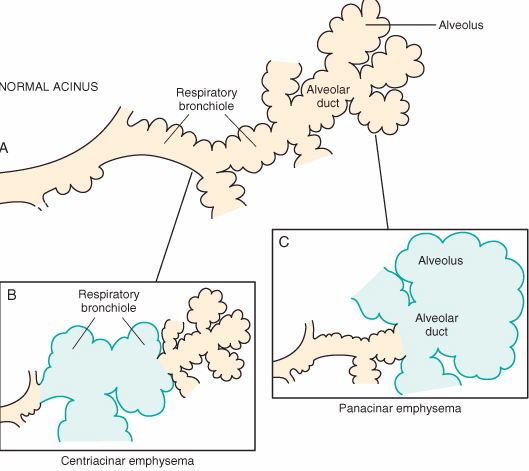 Alveolus
NORMAL ACINUS
Respiratory
bronchiole
Alveolar
duct
A
B
Respiratory
bronchiole
Centriacinar emphysema
C
Alveolus
Alveolar
duct
Panacinar emphysema